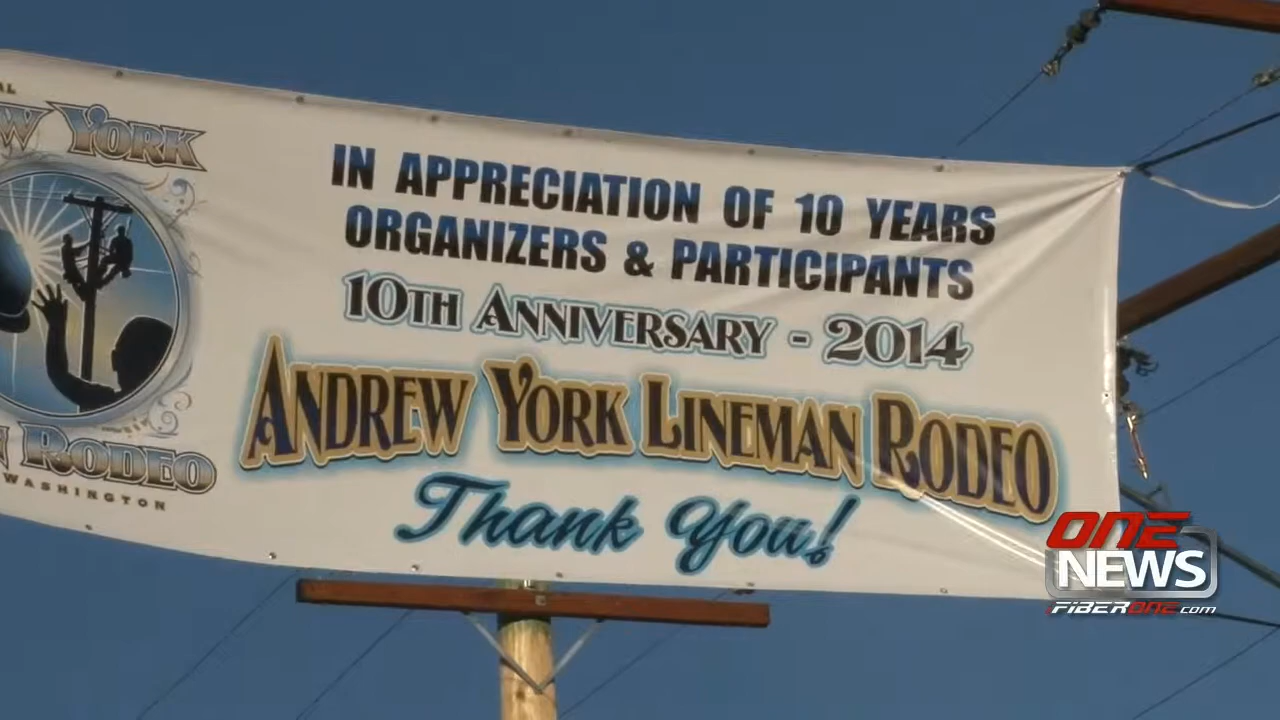 YORK
RODEO
WASHINGTON
IN APPRECIATION OF 10 YEARS
ORGANIZERS & PARTICIPANTS
10TH ANNIVERSARY - 2014
ANDREW YORK LINEMAN RODEO
Thank You!
ONE
NEWS
FIBERONE.com